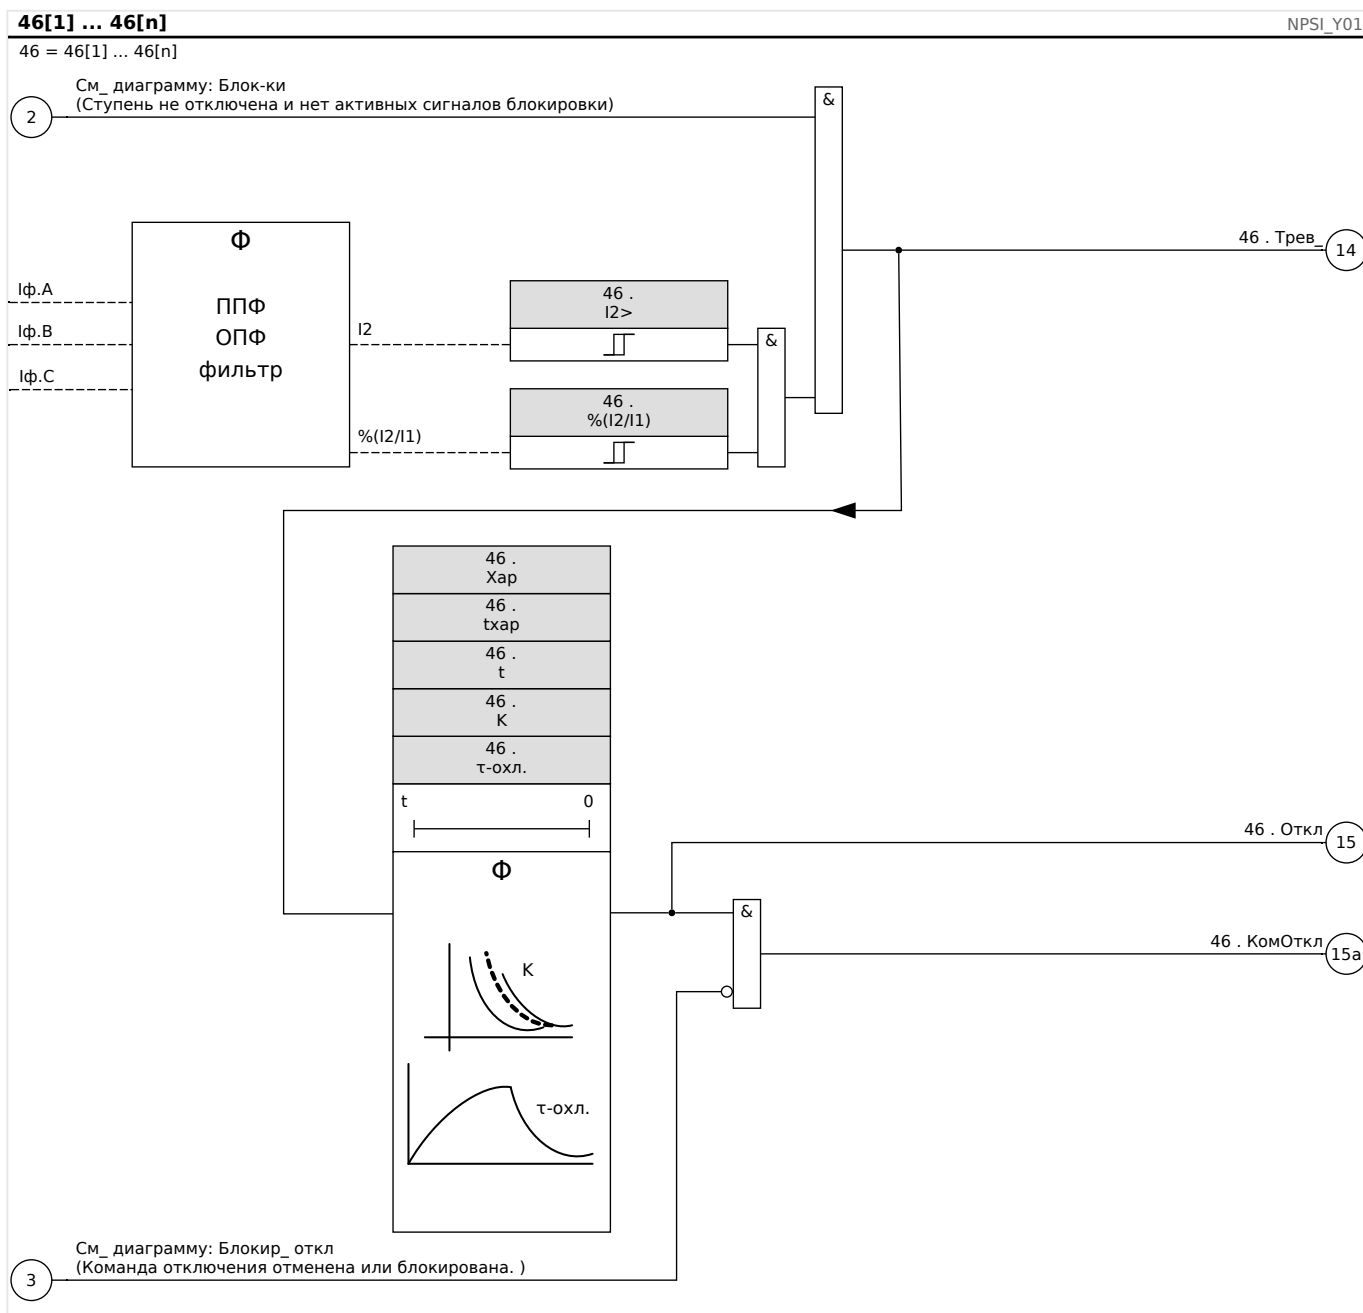 46[1] ... 46[n]
NPSI_Y01
46 = 46[1] ... 46[n]
См_ диаграмму: Блок-ки
(Ступень не отключена и нет активных сигналов блокировки)
2
&
Ф
ППФ
ОПФ
фильтр
Iф.A
Iф.B
Iф.C
I2
%(I2/I1)
46 .
I2>
46 .
%(I2/I1)
&
46 . Трев_
14
46 .
Хар
46 .
tхар
46 .
t
46 .
K
46 .
τ-охл.
t
0
Ф
K
τ-охл.
46 . Откл
15
&
46 . КомОткл
15a
См_ диаграмму: Блокир_ откл
(Команда отключения отменена или блокирована. )
3